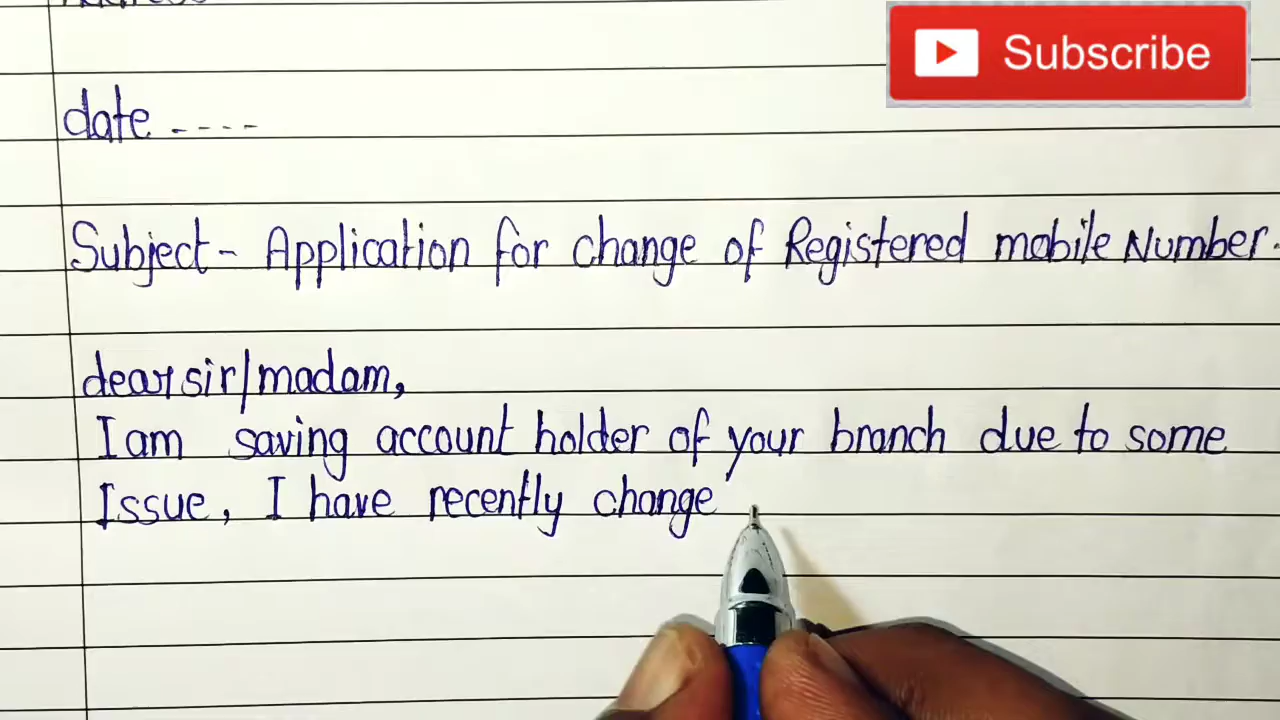 Subscribe
date ----
Subject- Application for change of Registered mobile Number.
dear sir/madam,
I am saving account holder of your branch due to some
Issue, I have recently change